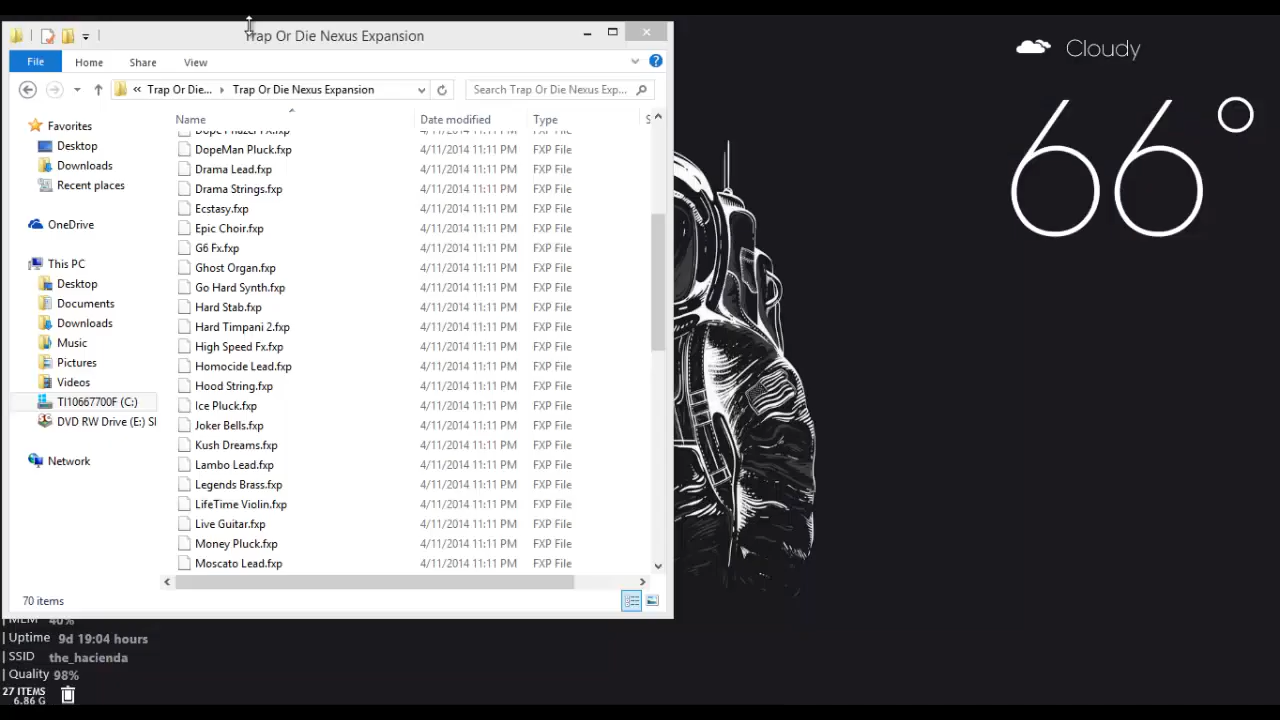 Trap Or Die Nexus Expansion
File Home Share View
« Trap Or Die... Trap Or Die Nexus Expansion Search Trap Or Die Nexus Exp...
Name Date modified Type S
Favorites
Desktop
Downloads
Recent places
OneDrive
This PC
Desktop
Documents
Downloads
Music
Pictures
Videos
TI10667700F (C:)
DVD RW Drive (E:) SI
Network
4/11/2014 11:11 PM FXP File
DopeMan Pluck.fxp 4/11/2014 11:11 PM FXP File
Drama Lead.fxp 4/11/2014 11:11 PM FXP File
Drama Strings.fxp 4/11/2014 11:11 PM FXP File
Ecstasy.fxp 4/11/2014 11:11 PM FXP File
Epic Choir.fxp 4/11/2014 11:11 PM FXP File
G6 Fx.fxp 4/11/2014 11:11 PM FXP File
Ghost Organ.fxp 4/11/2014 11:11 PM FXP File
Go Hard Synth.fxp 4/11/2014 11:11 PM FXP File
Hard Stab.fxp 4/11/2014 11:11 PM FXP File
Hard Timpani 2.fxp 4/11/2014 11:11 PM FXP File
High Speed Fx.fxp 4/11/2014 11:11 PM FXP File
Homocide Lead.fxp 4/11/2014 11:11 PM FXP File
Hood String.fxp 4/11/2014 11:11 PM FXP File
Ice Pluck.fxp 4/11/2014 11:11 PM FXP File
Joker Bells.fxp 4/11/2014 11:11 PM FXP File
Kush Dreams.fxp 4/11/2014 11:11 PM FXP File
Lambo Lead.fxp 4/11/2014 11:11 PM FXP File
Legends Brass.fxp 4/11/2014 11:11 PM FXP File
LifeTime Violin.fxp 4/11/2014 11:11 PM FXP File
Live Guitar.fxp 4/11/2014 11:11 PM FXP File
Money Pluck.fxp 4/11/2014 11:11 PM FXP File
Moscato Lead.fxp 4/11/2014 11:11 PM FXP File
70 items
| MEM 40%
| Uptime 9d 19:04 hours
| SSID the_hacienda
| Quality 98%
27 ITEMS
6.86 G
Cloudy
66°